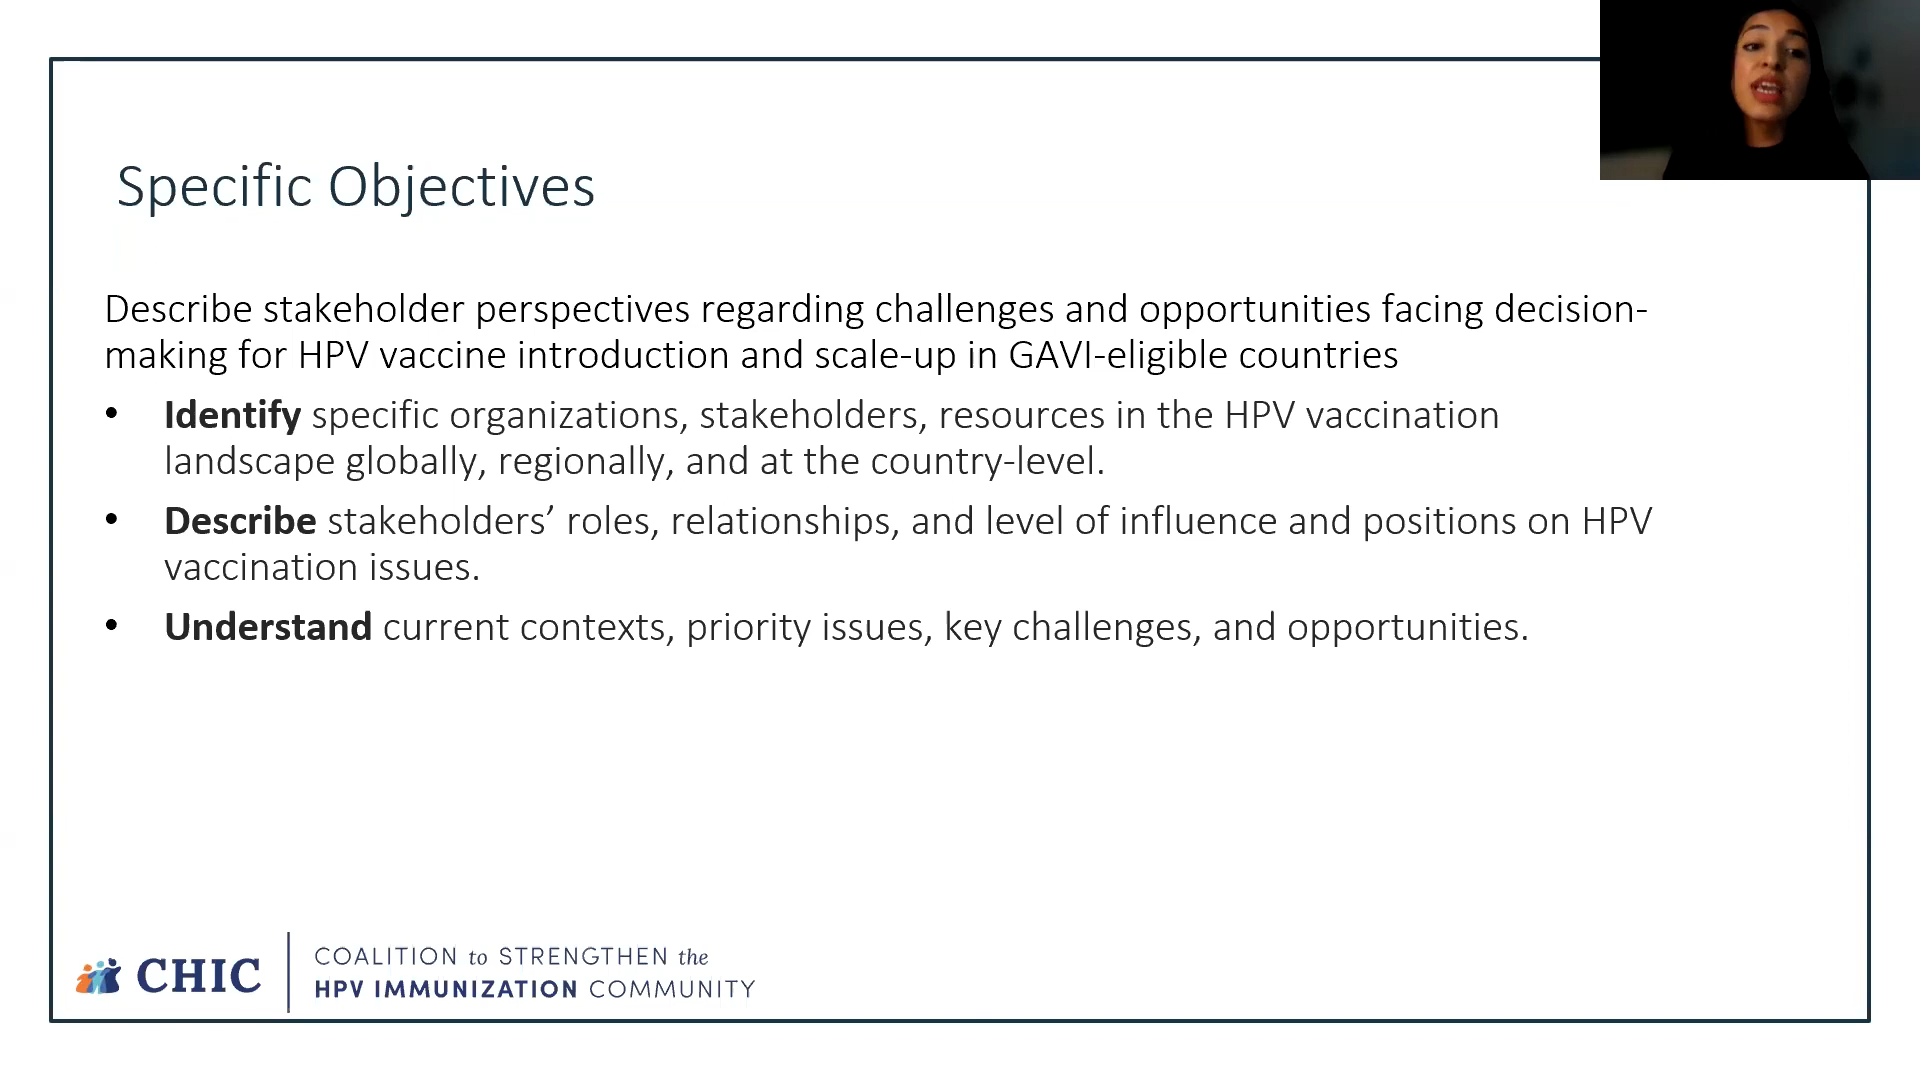 Specific Objectives
Describe stakeholder perspectives regarding challenges and opportunities facing decision-
making for HPV vaccine introduction and scale-up in GAVI-eligible countries
• Identify specific organizations, stakeholders, resources in the HPV vaccination
landscape globally, regionally, and at the country-level.
• Describe stakeholders’ roles, relationships, and level of influence and positions on HPV
vaccination issues.
• Understand current contexts, priority issues, key challenges, and opportunities.
CHIC
COALITION to STRENGTHEN the
HPV IMMUNIZATION COMMUNITY